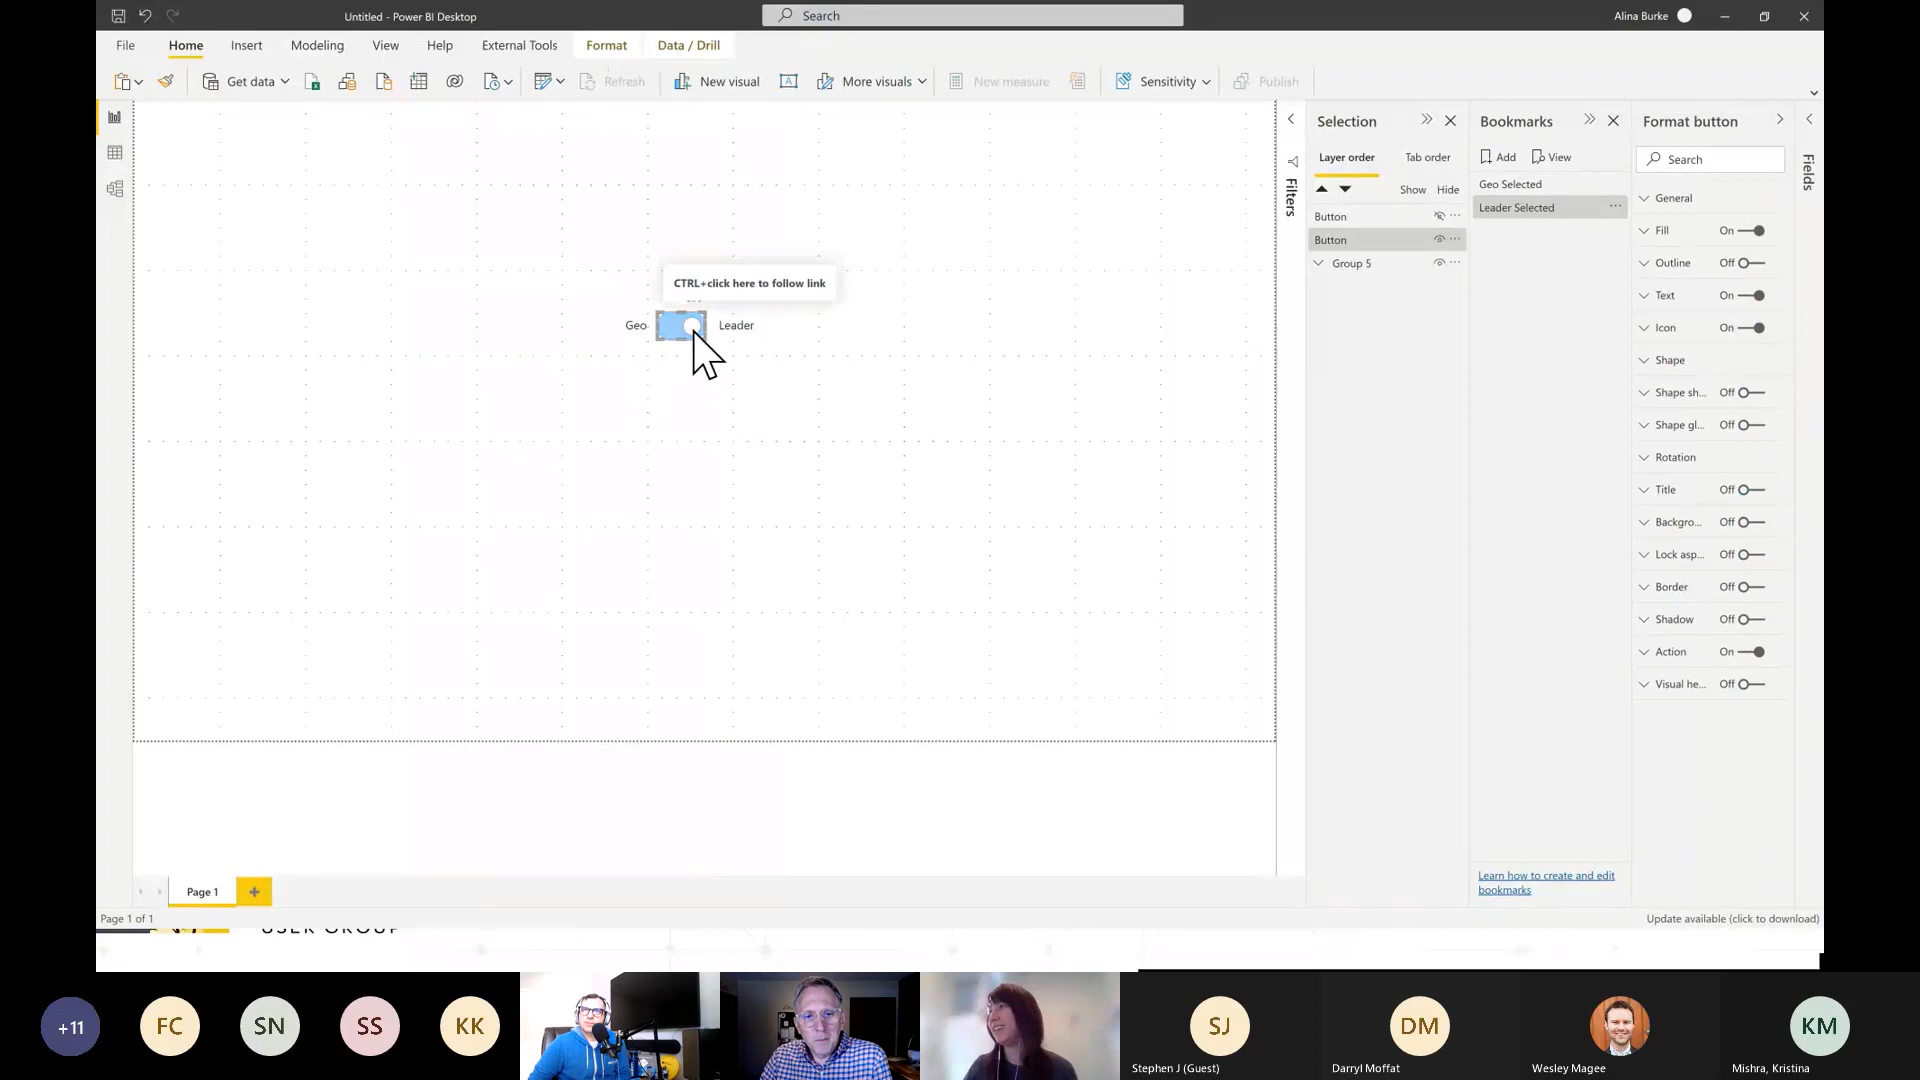 Untitled - Power BI Desktop
Search
Alina Burke
File
Home
Insert
Modeling
View
Help
External Tools
Format
Data / Drill
Get data
Refresh
New visual
More visuals
New measure
Sensitivity
Publish
CTRL+click here to follow link
Geo
Leader
Filters
Selection
Layer order
Tab order
Show
Hide
Button
Button
Group 5
Bookmarks
Add
View
Geo Selected
Leader Selected
Learn how to create and edit
bookmarks
Format button
Search
General
Fill On
Outline Off
Text On
Icon On
Shape
Shape sh... Off
Shape gl... Off
Rotation
Title Off
Backgro... Off
Lock asp... Off
Border Off
Shadow Off
Action On
Visual he... Off
Fields
Page 1
Page 1 of 1
Update available (click to download)
USER GROUP
+11
FC
SN
SS
KK
SJ
Stephen J (Guest)
DM
Darryl Moffat
Wesley Magee
KM
Mishra, Kristina